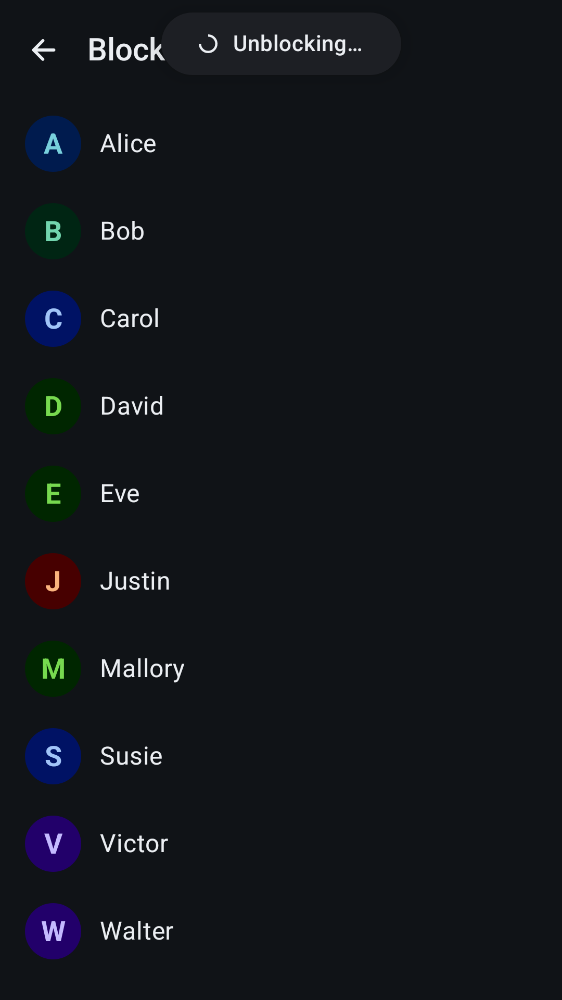 Block
Unblocking…
A Alice
B Bob
C Carol
D David
E Eve
J Justin
M Mallory
S Susie
V Victor
W Walter